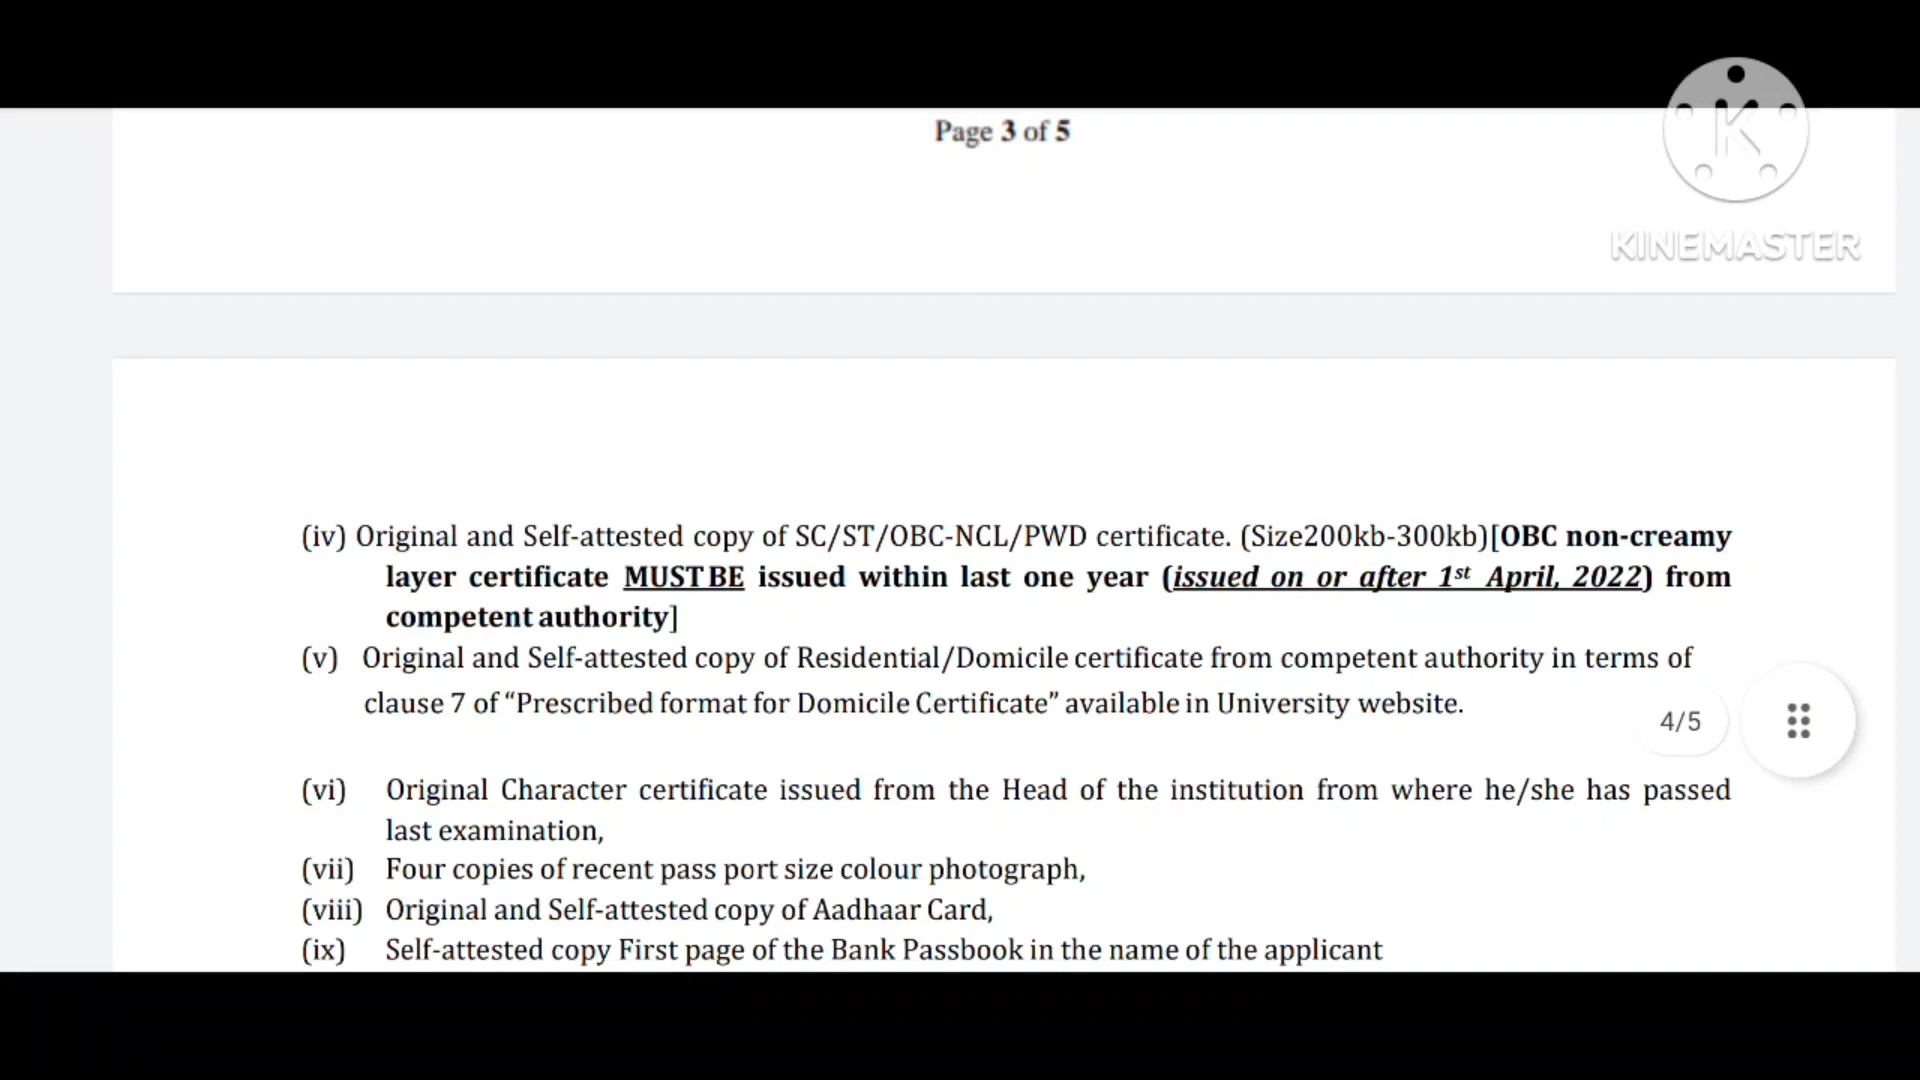 Page 3 of 5
K
KINEMASTER
(iv) Original and Self-attested copy of SC/ST/OBC-NCL/PWD certificate. (Size200kb-300kb)[OBC non-creamy
layer certificate MUST BE issued within last one year (issued on or after 1st April, 2022) from
competent authority]
(v) Original and Self-attested copy of Residential/Domicile certificate from competent authority in terms of
clause 7 of “Prescribed format for Domicile Certificate” available in University website.
4/5
(vi) Original Character certificate issued from the Head of the institution from where he/she has passed
last examination,
(vii) Four copies of recent pass port size colour photograph,
(viii) Original and Self-attested copy of Aadhaar Card,
(ix) Self-attested copy First page of the Bank Passbook in the name of the applicant